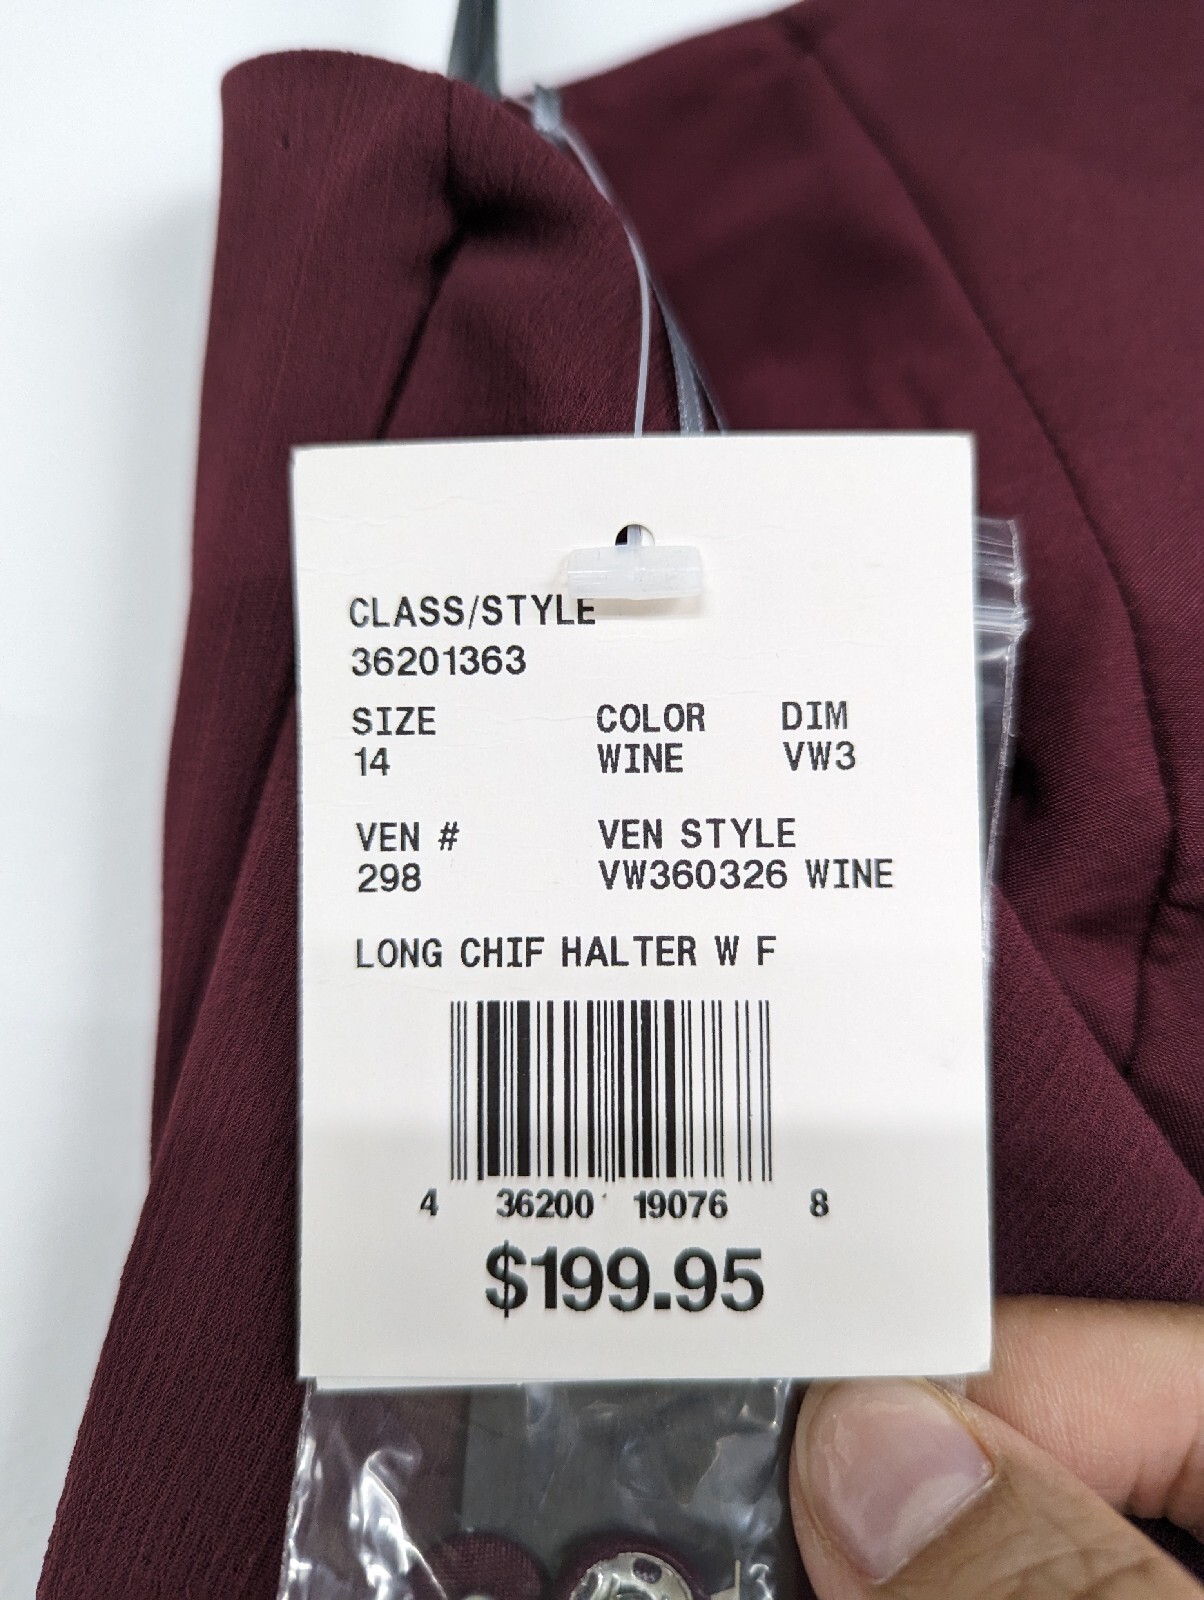 CLASS/STYLE
36201363
SIZE COLOR DIM
14 WINE VW3
VEN # VEN STYLE
298 VW360326 WINE
LONG CHIF HALTER W F
4 36200 19076 8
$199.95